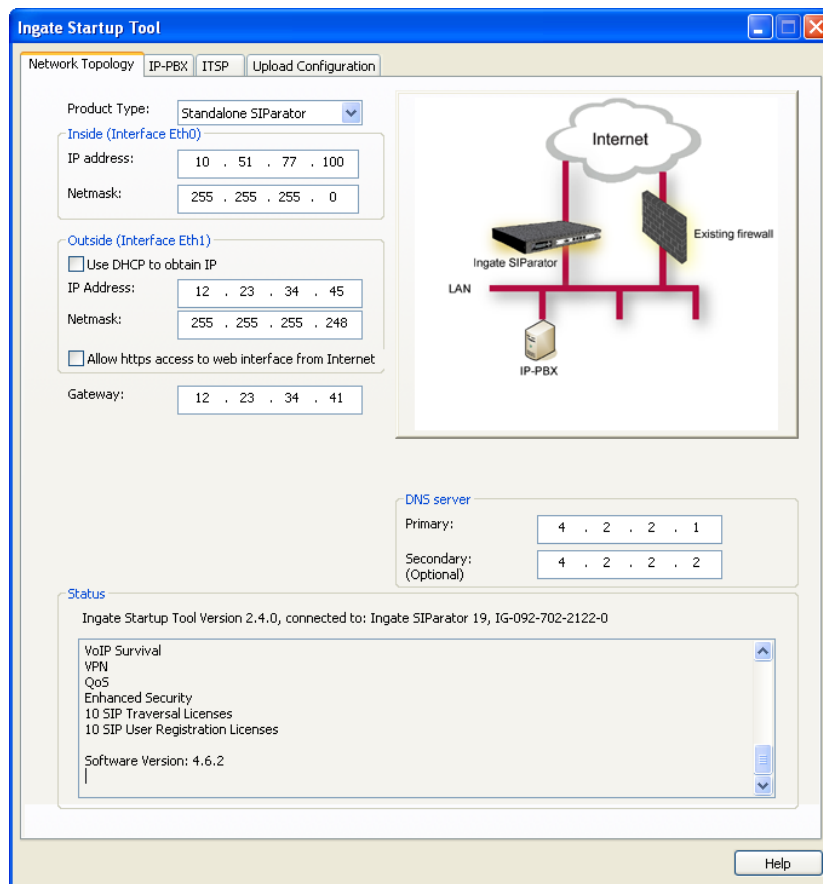 Ingate Startup Tool
Network Topology IP-PBX ITSP Upload Configuration
Product Type: Standalone SIParator
Inside (Interface Eth0)
IP address: 10 . 51 . 77 . 100
Netmask: 255 . 255 . 255 . 0
Outside (Interface Eth1)
Use DHCP to obtain IP
IP Address: 12 . 23 . 34 . 45
Netmask: 255 . 255 . 255 . 248
Allow https access to web interface from Internet
Gateway: 12 . 23 . 34 . 41
Internet
Existing firewall
Ingate SIParator
LAN
IP-PBX
DNS server
Primary: 4 . 2 . 2 . 1
Secondary: 4 . 2 . 2 . 2
(Optional)
Status
Ingate Startup Tool Version 2.4.0, connected to: Ingate SIParator 19, IG-092-702-2122-0
VoIP Survival
VPN
QoS
Enhanced Security
10 SIP Traversal Licenses
10 SIP User Registration Licenses
Software Version: 4.6.2
Help